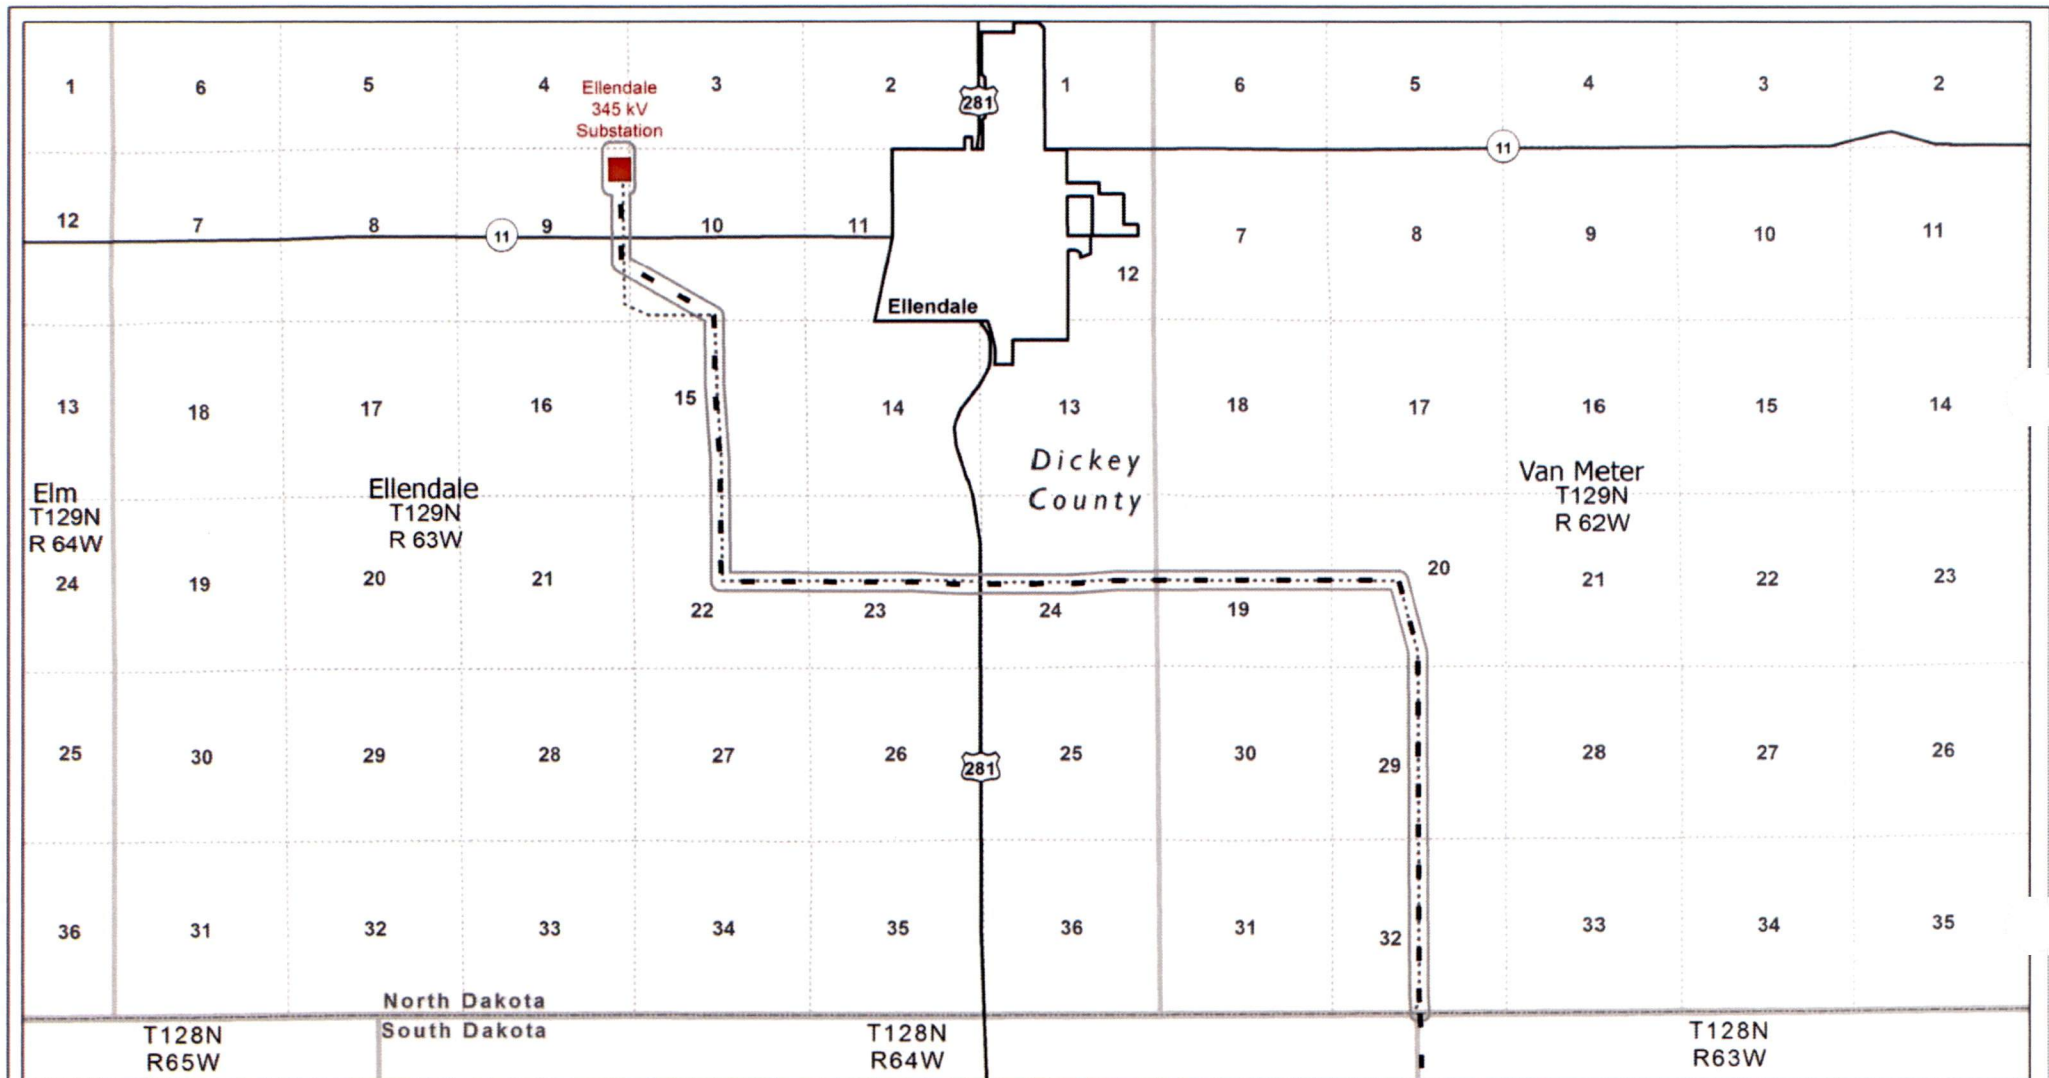 1 6 5 4 3 2 1 6 5 4 3 2
Ellendale
345 kV
Substation
281
11
12 7 8 9 10 11 7 8 9 10 11
11
12
Ellendale
13 18 17 16 15 14 13 18 17 16 15 14
Dickey
County
Elm
T129N
R 64W
Ellendale
T129N
R 63W
Van Meter
T129N
R 62W
24 19 20 21 20 21 22 23
22 23 24 19
25 30 29 28 27 26 25 30 29 28 27 26
281
36 31 32 33 34 35 36 31 32 33 34 35
North Dakota
South Dakota
T128N
R65W
T128N
R64W
T128N
R63W